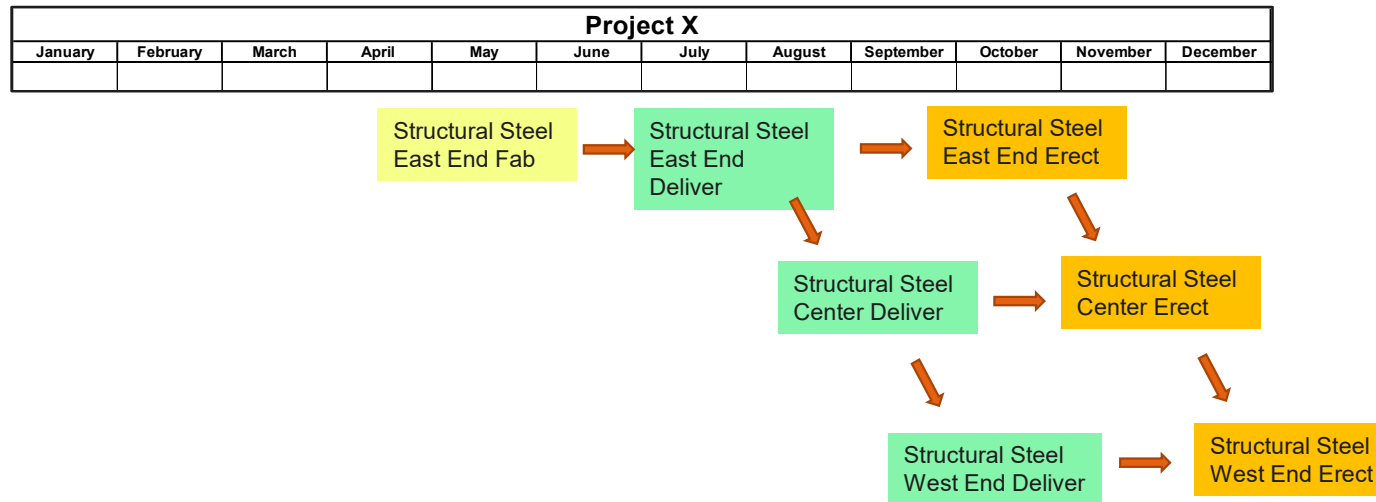 Project X
January February March April May June July August September October November December
Structural Steel
East End Fab
Structural Steel
East End
Deliver
Structural Steel
East End Erect
Structural Steel
Center Deliver
Structural Steel
Center Erect
Structural Steel
West End Deliver
Structural Steel
West End Erect